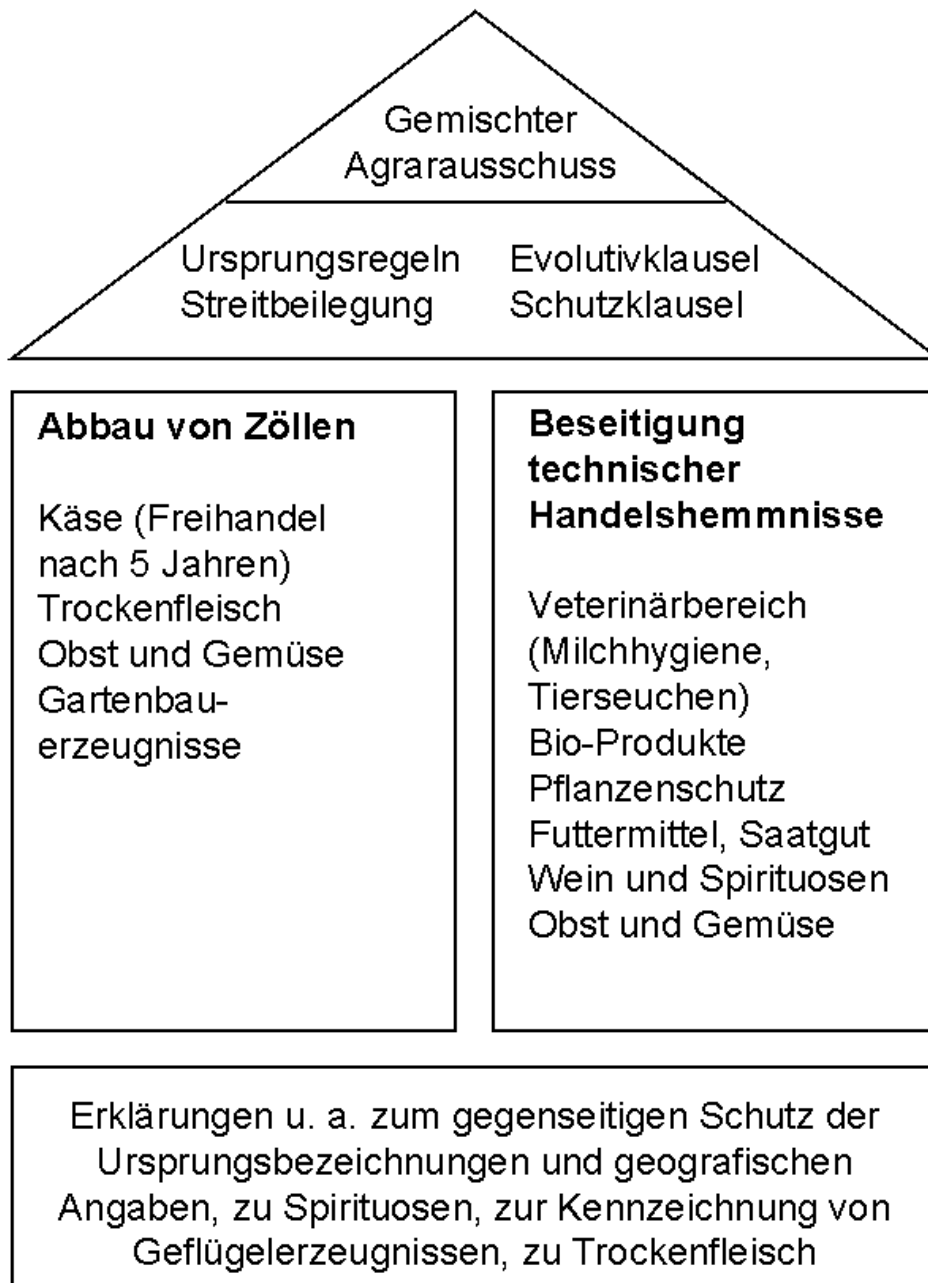 Gemischter
Agrarausschuss
Ursprungsregeln Evolutivklausel
Streitbeilegung Schutzklausel
Abbau von Zöllen
Käse (Freihandel
nach 5 Jahren)
Trockenfleisch
Obst und Gemüse
Gartenbau-
erzeugnisse
Beseitigung
technischer
Handelshemmnisse
Veterinärbereich
(Milchhygiene,
Tierseuchen)
Bio-Produkte
Pflanzenschutz
Futtermittel, Saatgut
Wein und Spirituosen
Obst und Gemüse
Erklärungen u. a. zum gegenseitigen Schutz der
Ursprungsbezeichnungen und geografischen
Angaben, zu Spirituosen, zur Kennzeichnung von
Geflügelerzeugnissen, zu Trockenfleisch